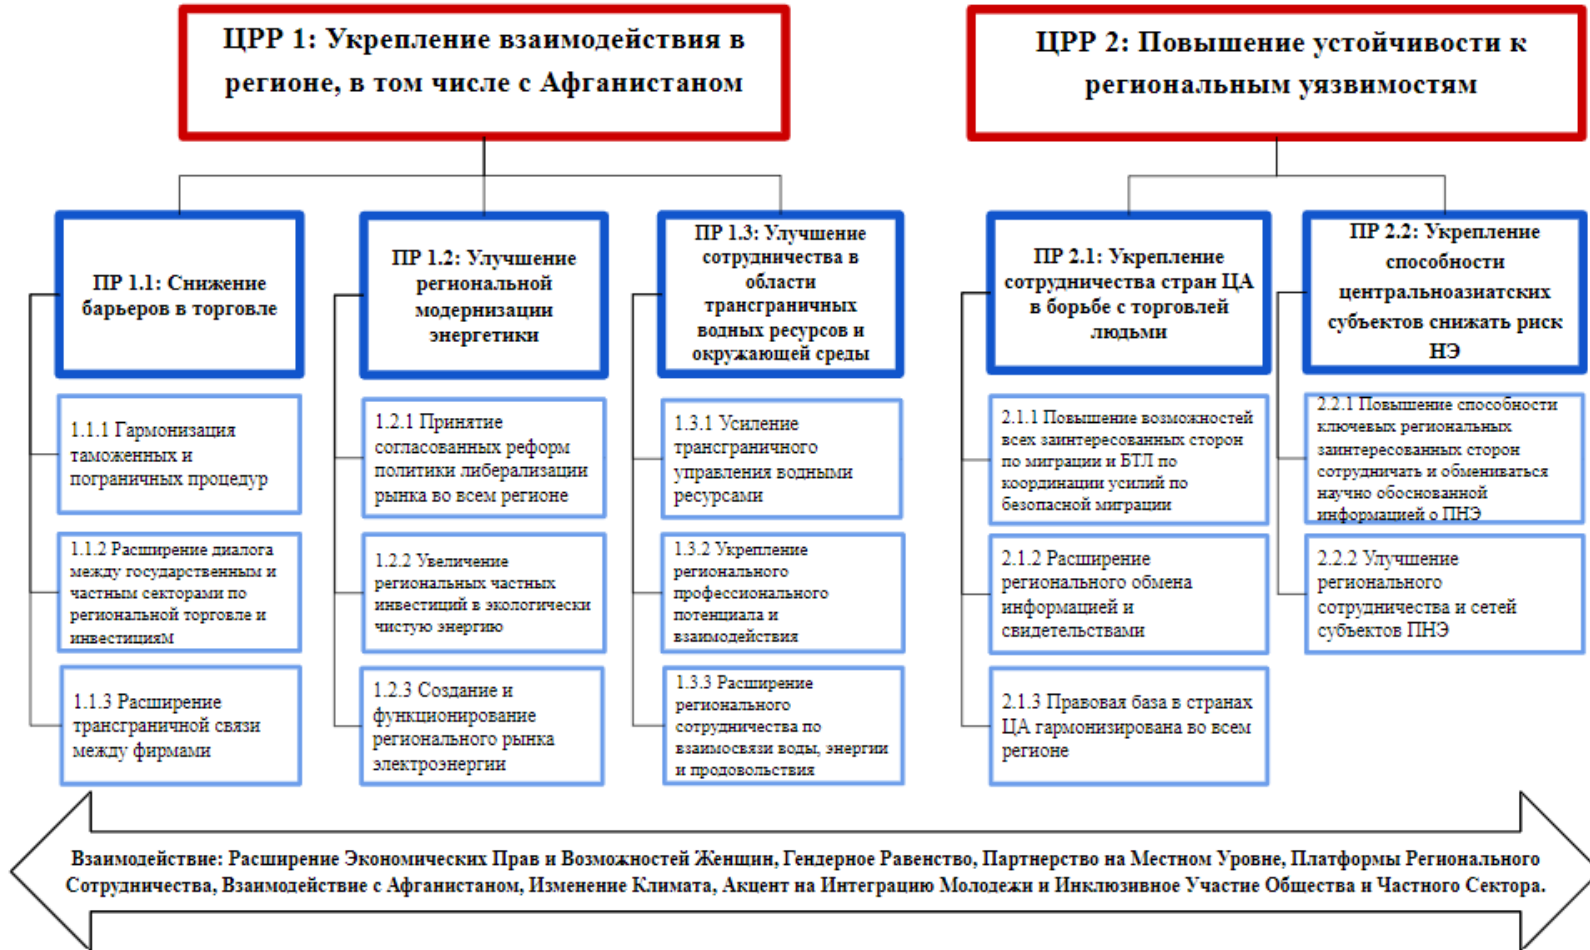 ЦРР 1: Укрепление взаимодействия в
регионе, в том числе с Афганистаном
ЦРР 2: Повышение устойчивости к
региональным уязвимостям
ПР 1.1: Снижение
барьеров в торговле
ПР 1.2: Улучшение
региональной
модернизации
энергетики
ПР 1.3: Улучшение
сотрудничества в
области
трансграничных
водных ресурсов и
окружающей среды
ПР 2.1: Укрепление
сотрудничества стран ЦА
в борьбе с торговлей
людьми
ПР 2.2: Укрепление
способности
центральноазиатских
субъектов снижать риск
НЭ
1.1.1 Гармонизация
таможенных и
пограничных процедур
1.2.1 Принятие
согласованных реформ
политики либерализации
рынка во всем регионе
1.3.1 Усиление
трансграничного
управления водными
ресурсами
2.1.1 Повышение возможностей
всех заинтересованных сторон
по миграции и БТЛ по
координации усилий по
безопасной миграции
2.2.1 Повышение способности
ключевых региональных
заинтересованных сторон
сотрудничать и обмениваться
научно обоснованной
информацией о ПНЭ
1.1.2 Расширение диалога
между государственным и
частным секторами по
региональной торговле и
инвестициям
1.2.2 Увеличение
региональных частных
инвестиций в экологически
чистую энергию
1.3.2 Укрепление
регионального
профессионального
потенциала и
взаимодействия
2.1.2 Расширение
регионального обмена
информацией и
свидетельствами
2.2.2 Улучшение
регионального
сотрудничества и сетей
субъектов ПНЭ
1.1.3 Расширение
трансграничной связи
между фирмами
1.2.3 Создание и
функционирование
регионального рынка
электроэнергии
1.3.3 Расширение
регионального
сотрудничества по
взаимосвязи воды, энергии
и продовольствия
2.1.3 Правовая база в странах
ЦА гармонизирована во всем
регионе
Взаимодействие: Расширение Экономических Прав и Возможностей Женщин, Гендерное Равенство, Партнерство на Местном Уровне, Платформы Регионального
Сотрудничества, Взаимодействие с Афганистаном, Изменение Климата, Акцент на Интеграцию Молодежи и Инклюзивное Участие Общества и Частного Сектора.